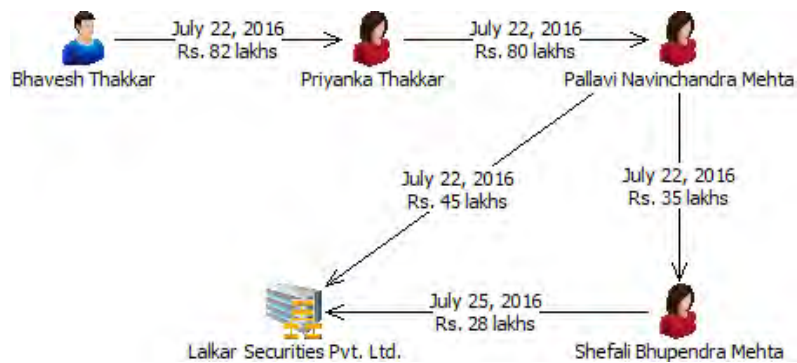 July 22, 2016
Rs. 82 lakhs
July 22, 2016
Rs. 80 lakhs
Bhavesh Thakkar
Priyanka Thakkar
Pallavi Navinchandra Mehta
July 22, 2016
Rs. 45 lakhs
July 22, 2016
Rs. 35 lakhs
July 25, 2016
Rs. 28 lakhs
Lalkar Securities Pvt. Ltd.
Shefali Bhupendra Mehta